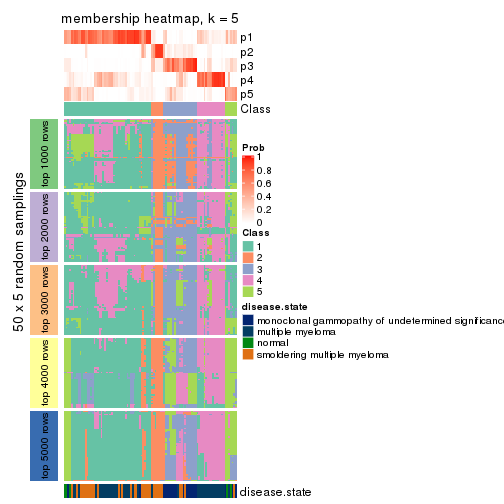 membership heatmap, k = 5
p1
p2
p3
p4
p5
Class
50 x 5 random samplings
top 1000 rows
top 2000 rows
top 3000 rows
top 4000 rows
top 5000 rows
disease.state
Prob
1
0.8
0.6
0.4
0.2
0
Class
1
2
3
4
5
disease.state
monoclonal gammopathy of undetermined significance
multiple myeloma
normal
smoldering multiple myeloma